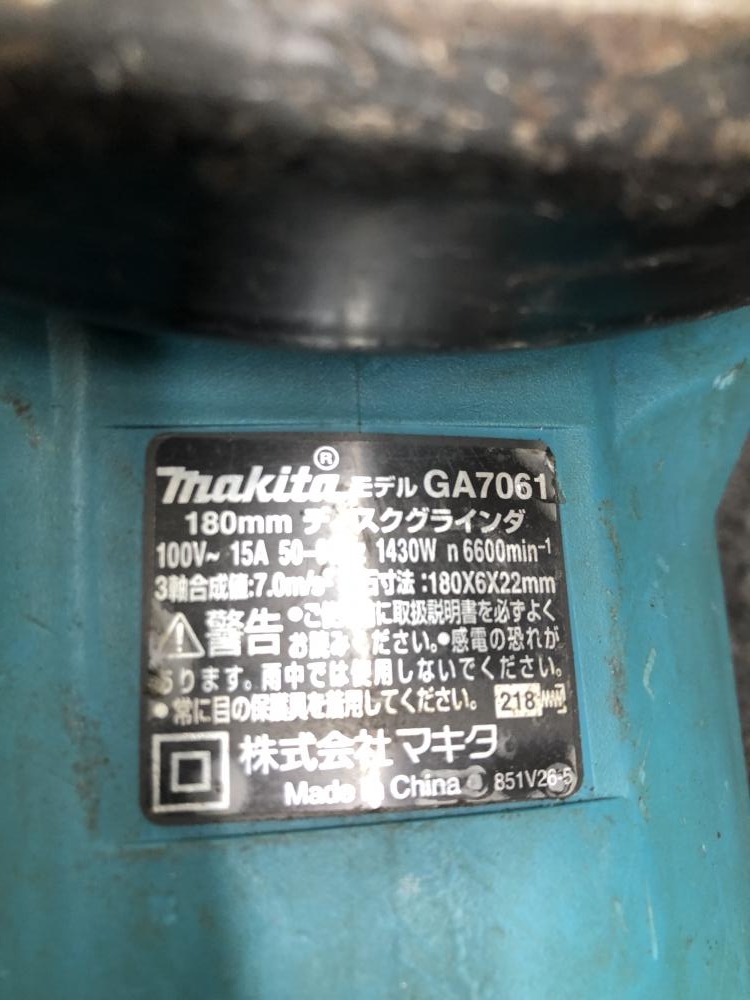 makita® モデル GA7061
180mm ディスクグラインダ
100V~ 15A 50- 1430W n 6600min⁻¹
3軸合成値:7.0m/s² 寸法:180X6X22mm
⚠警告 •ご に取扱説明書を必ずよく
お読みください。•感電の恐れが
あります。雨中では使用しないでください。
•常に目の保護具を着用してください。 218
株式会社マキタ
Made in China 851V26-5